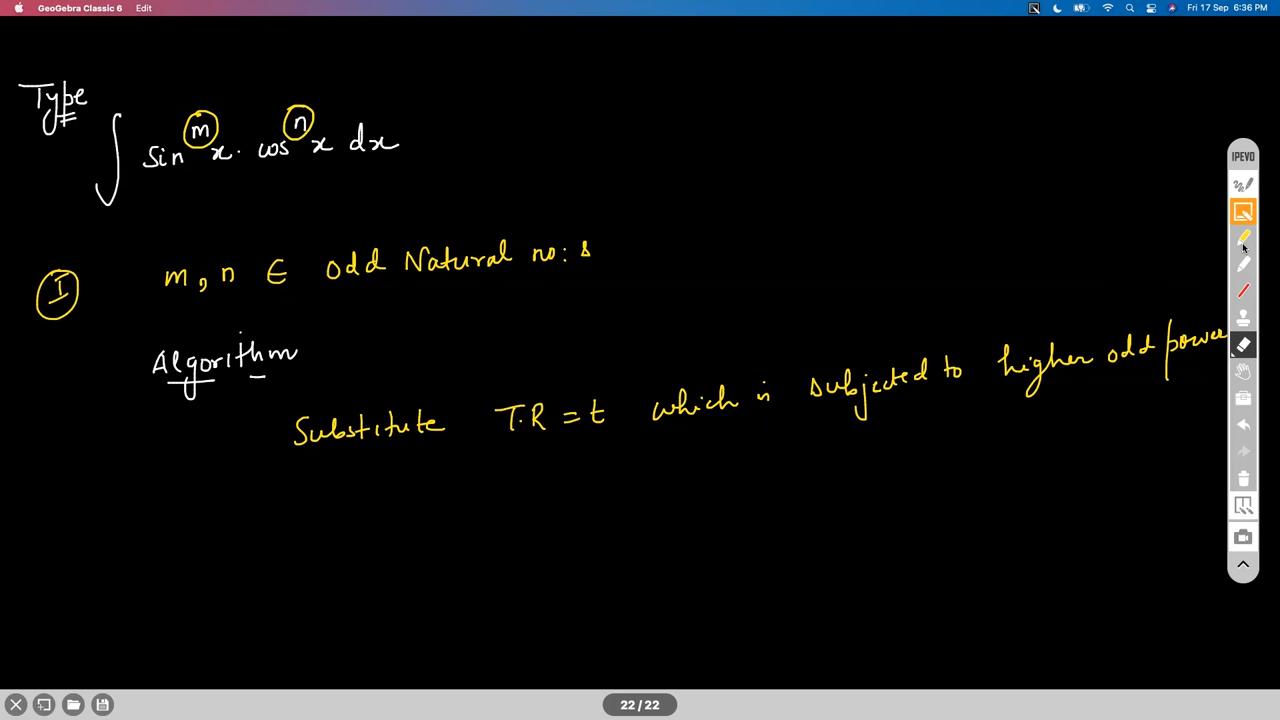 GeoGebra Classic 6 Edit Fri 17 Sep 6:36 PM
Type
∫ sin^m x · cos^n x dx
IPEVO
I m, n ∈ odd Natural no: s
Algorithm
Substitute T.R = t which is subjected to higher odd power
22 / 22